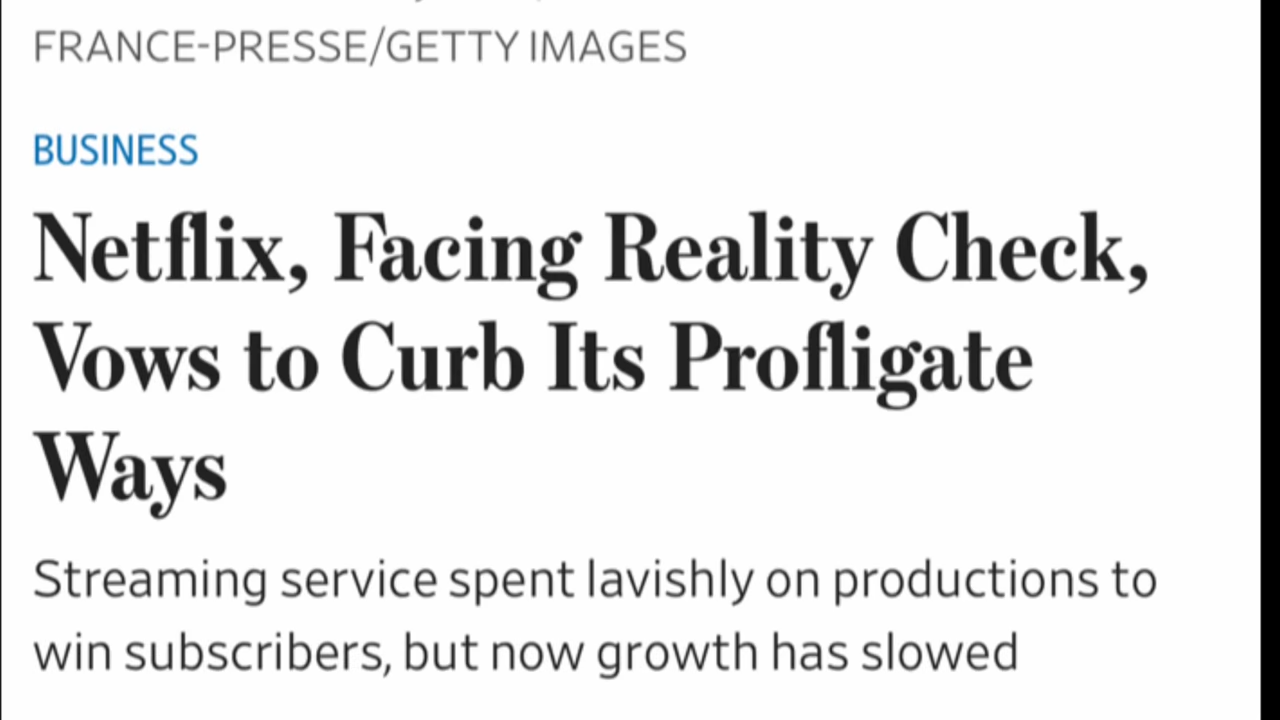 FRANCE-PRESSE/GETTY IMAGES
BUSINESS
Netflix, Facing Reality Check,
Vows to Curb Its Profligate
Ways
Streaming service spent lavishly on productions to
win subscribers, but now growth has slowed